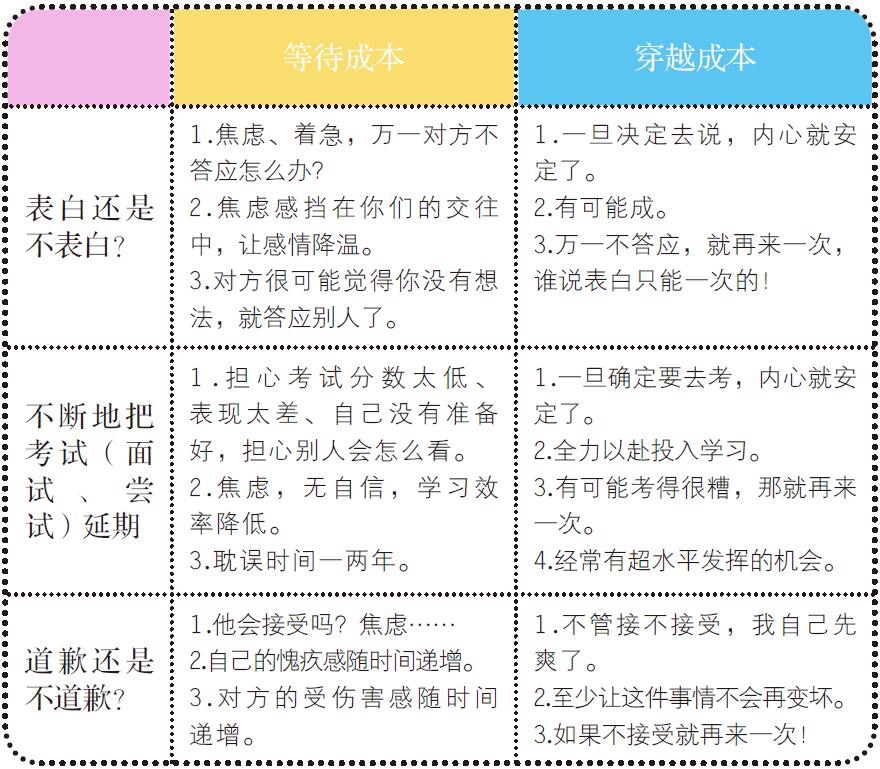 等待成本
穿越成本
表白还是
不表白?
1.焦虑、着急，万一对方不
答应怎么办?
2.焦虑感挡在你们的交往
中，让感情降温。
3.对方很可能觉得你没有想
法，就答应别人了。
1.一旦决定去说，内心就安
定了。
2.有可能成。
3.万一不答应，就再来一次，
谁说表白只能一次的!
不断地把
考试（面
试、尝
试）延期
1.担心考试分数太低、
表现太差、自己没有准备
好，担心别人会怎么看。
2.焦虑，无自信，学习效
率降低。
3.耽误时间一两年。
1.一旦确定要去考，内心就安
定了。
2.全力以赴投入学习。
3.有可能考得很糟，那就再来
一次。
4.经常有超水平发挥的机会。
道歉还是
不道歉?
1.他会接受吗? 焦虑……
2.自己的愧疚感随时间递增。
3.对方的受伤害感随时间
递增。
1.不管接不接受，我自己先
爽了。
2.至少让这件事情不会再变坏。
3.如果不接受就再来一次!